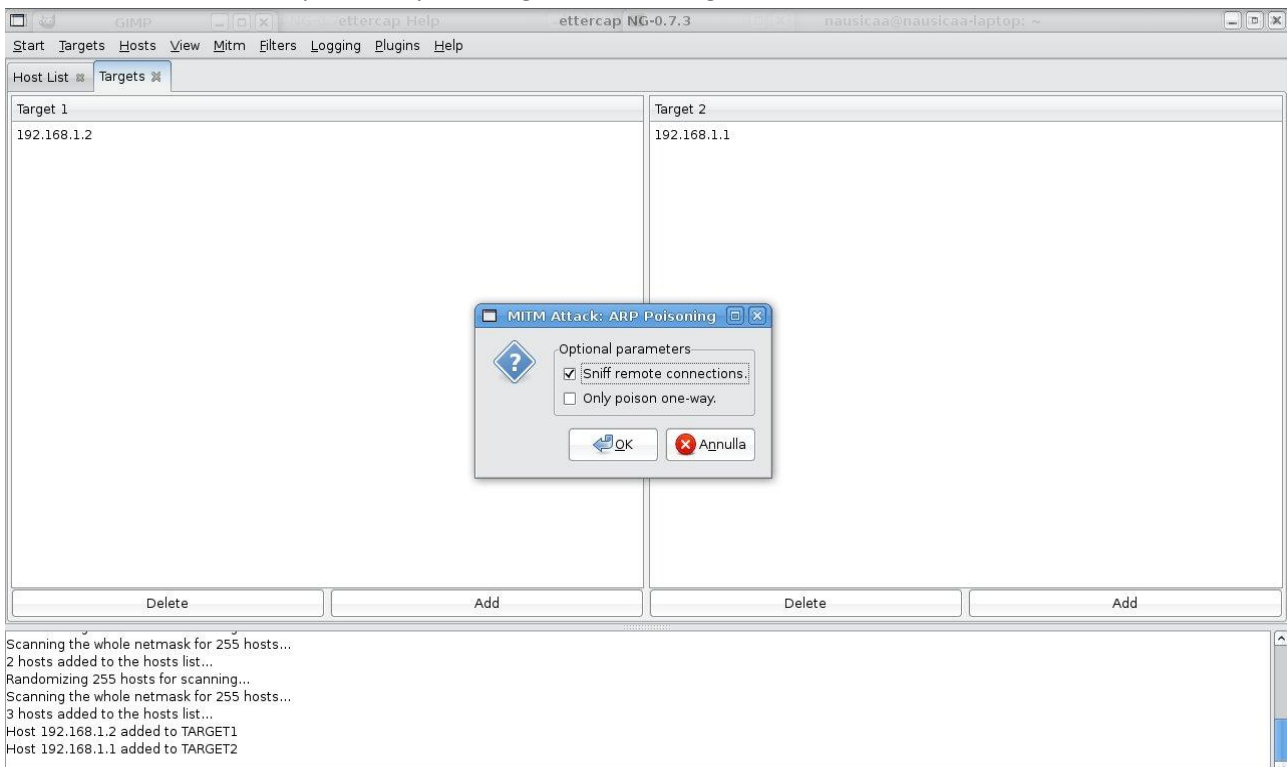 GIMP ettercap Help ettercap NG-0.7.3 nausicaa@nausicaa-laptop: ~
Start Targets Hosts View Mitm Filters Logging Plugins Help
Host List Targets
Target 1 Target 2
192.168.1.2 192.168.1.1
MITM Attack: ARP Poisoning
Optional parameters
Sniff remote connections.
Only poison one-way.
OK Annulla
Delete Add Delete Add
Scanning the whole netmask for 255 hosts...
2 hosts added to the hosts list...
Randomizing 255 hosts for scanning...
Scanning the whole netmask for 255 hosts...
3 hosts added to the hosts list...
Host 192.168.1.2 added to TARGET1
Host 192.168.1.1 added to TARGET2